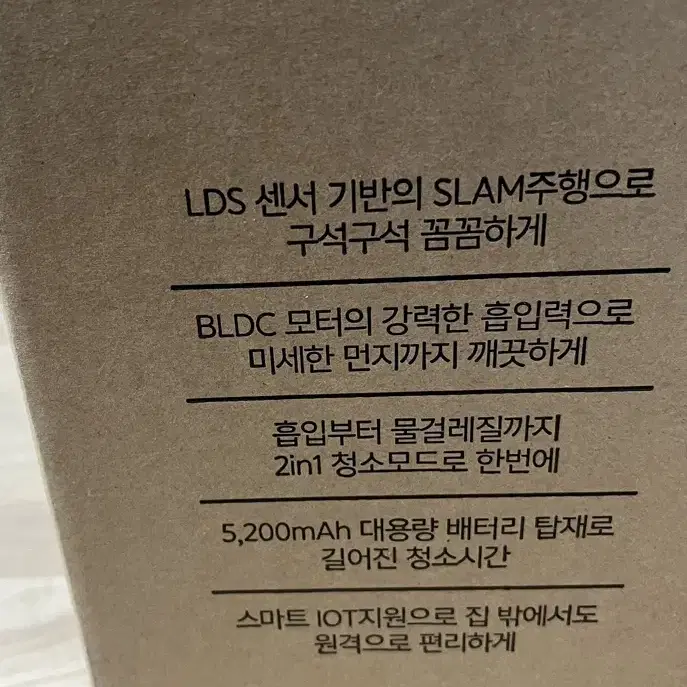 LDS 센서 기반의 SLAM주행으로
구석구석 꼼꼼하게
BLDC 모터의 강력한 흡입력으로
미세한 먼지까지 깨끗하게
흡입부터 물걸레질까지
2in1 청소모드로 한번에
5,200mAh 대용량 배터리 탑재로
길어진 청소시간
스마트 IOT지원으로 집 밖에서도
원격으로 편리하게